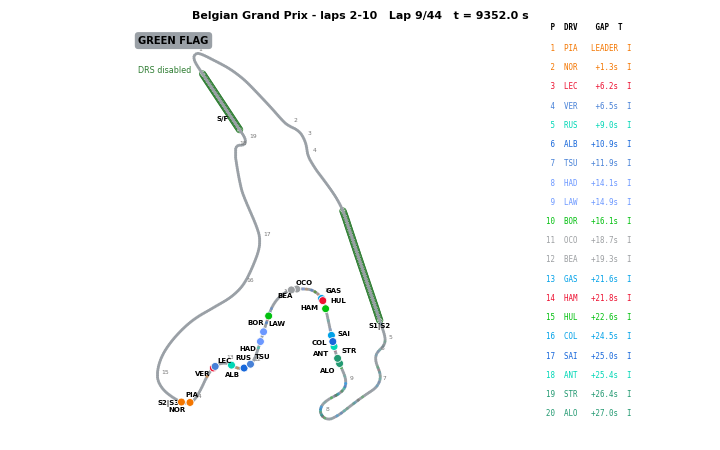 Belgian Grand Prix - laps 2-10 Lap 9/44 t = 9352.0 s
GREEN FLAG
DRS disabled
S/F
19
2
3
4
17
16
OCO
BEA
GAS
HUL
HAM
BOR
LAW
S1|S2
5
SAI
COL
HAD
ANT
STR
LEC
RUS
TSU
VER
ALB
ALO
15
9
7
PIA
S2|S3
NOR
8
P DRV GAP T
1 PIA LEADER I
2 NOR +1.3s I
3 LEC +6.2s I
4 VER +6.5s I
5 RUS +9.0s I
6 ALB +10.9s I
7 TSU +11.9s I
8 HAD +14.1s I
9 LAW +14.9s I
10 BOR +16.1s I
11 OCO +18.7s I
12 BEA +19.3s I
13 GAS +21.6s I
14 HAM +21.8s I
15 HUL +22.6s I
16 COL +24.5s I
17 SAI +25.0s I
18 ANT +25.4s I
19 STR +26.4s I
20 ALO +27.0s I